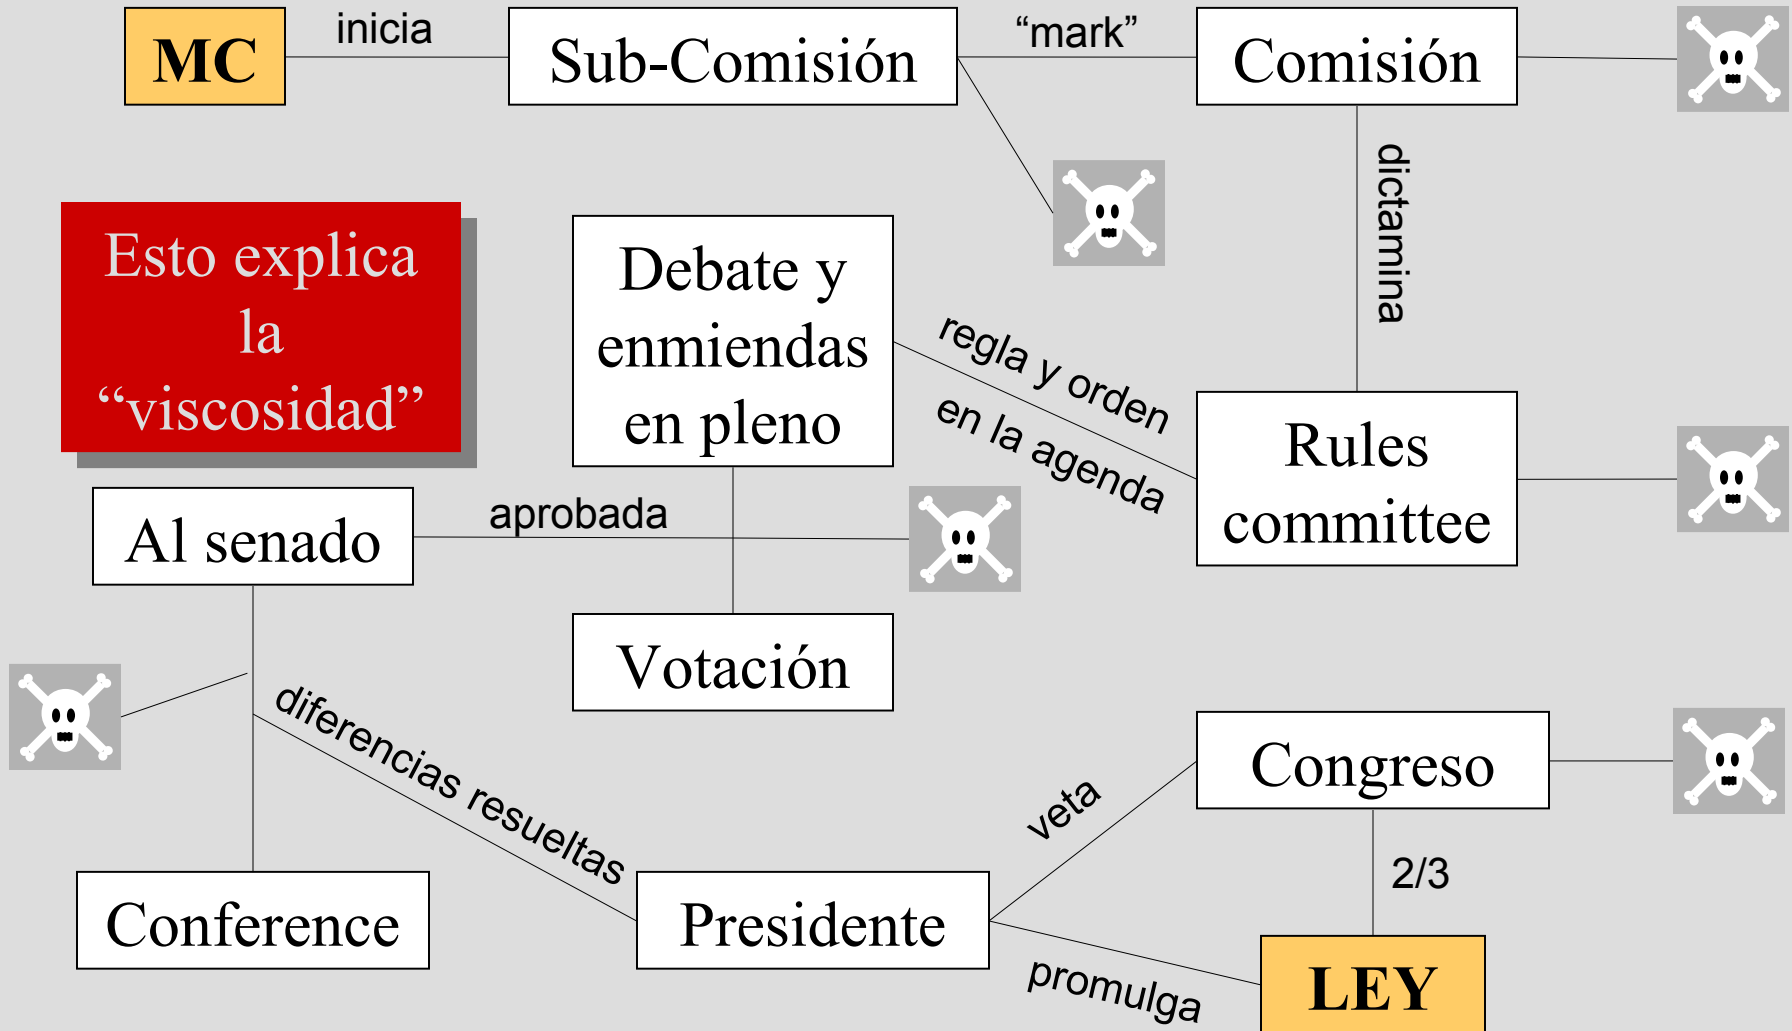 MC
inicia
Sub-Comisión
“mark”
Comisión
dictamina
Esto explica
la
“viscosidad”
Debate y
enmiendas
en pleno
regla y orden
en la agenda
Rules
committee
Al senado
aprobada
Votación
diferencias resueltas
Conference
Presidente
veta
Congreso
2/3
promulga
LEY